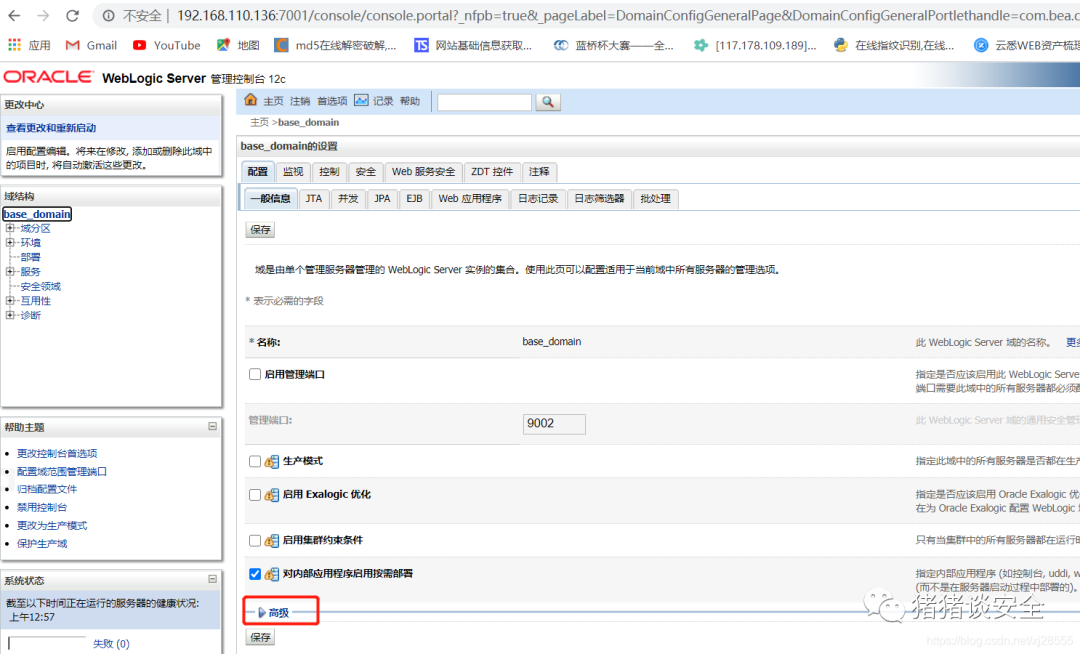 不安全 | 192.168.110.136:7001/console/console.portal?_nfpb=true&_pageLabel=DomainConfigGeneralPage&DomainConfigGeneralPortlethandle=com.bea.c
应用 Gmail YouTube 地图 md5在线解密破解,... 网站基础信息获取... 蓝桥杯大赛——全... [117.178.109.189]... 在线指纹识别,在线... 云悉WEB资产梳理
ORACLE WebLogic Server 管理控制台 12c
更改中心
查看更改和重新启动
启用配置编辑。将来在修改, 添加或删除此域中
的项目时, 将自动激活这些更改。
域结构
base_domain
域分区
环境
部署
服务
安全领域
互用性
诊断
帮助主题
更改控制台首选项
配置域范围管理端口
归档配置文件
禁用控制台
更改为生产模式
保护生产域
系统状态
截至以下时间正在运行的服务器的健康状况:
上午12:57
失败 (0)
主页 注销 首选项 记录 帮助
主页 >base_domain
base_domain的设置
配置 监视 控制 安全 Web 服务安全 ZDT 控件 注释
一般信息 JTA 并发 JPA EJB Web 应用程序 日志记录 日志筛选器 批处理
保存
域是由单个管理服务器管理的 WebLogic Server 实例的集合。使用此页可以配置适用于当前域中所有服务器的管理选项。
* 表示必需的字段
* 名称: base_domain 此 WebLogic Server 域的名称。 更多
启用管理端口 指定是否应该启用此 WebLogic Serve
端口需要此域中的所有服务器都必须配
管理端口: 9002 此 WebLogic Server 域的通用安全管理
生产模式 指定此域中的所有服务器是否都在生产
启用 Exalogic 优化 指定是否应该启用 Oracle Exalogic 优
在为 Oracle Exalogic 配置 WebLogic
启用集群约束条件 只有当集群中的所有服务器都在运行时
对内部应用程序启用按需部署 指定内部应用程序 (如控制台, uddi, w
(而不是在服务器启动过程中部署的)。
高级
保存
猪猪谈安全
https://blog.csdn.net/xj28555